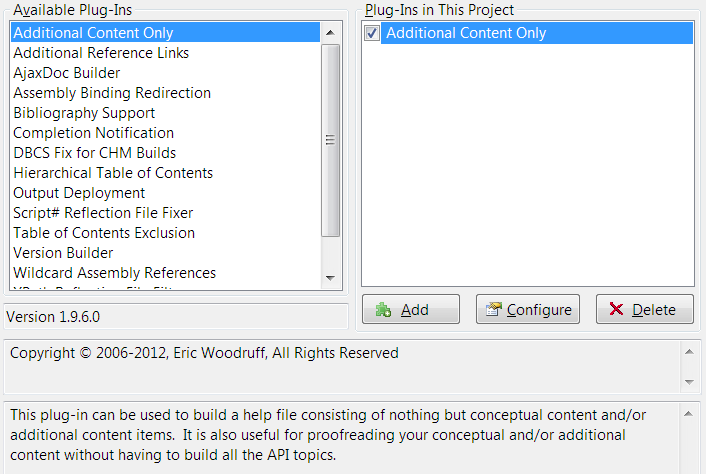 Available Plug-Ins
Additional Content Only
Additional Reference Links
AjaxDoc Builder
Assembly Binding Redirection
Bibliography Support
Completion Notification
DBCS Fix for CHM Builds
Hierarchical Table of Contents
Output Deployment
Script# Reflection File Fixer
Table of Contents Exclusion
Version Builder
Wildcard Assembly References
XPath Reflection File Filter
Version 1.9.6.0
Plug-Ins in This Project
Additional Content Only
Add
Configure
Delete
Copyright © 2006-2012, Eric Woodruff, All Rights Reserved
This plug-in can be used to build a help file consisting of nothing but conceptual content and/or
additional content items.  It is also useful for proofreading your conceptual and/or additional
content without having to build all the API topics.